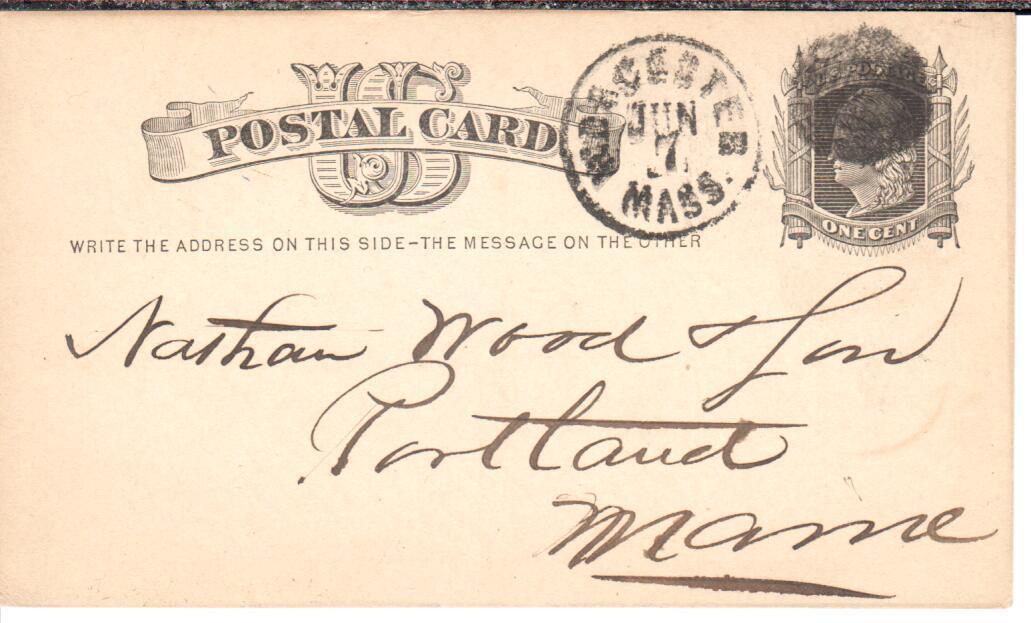 US
POSTAL CARD
WORCESTER
JUN
7
MASS.
U.S. POSTAGE
ONE CENT
WRITE THE ADDRESS ON THIS SIDE–THE MESSAGE ON THE OTHER
Nathan Wood & Son
Portland
Maine